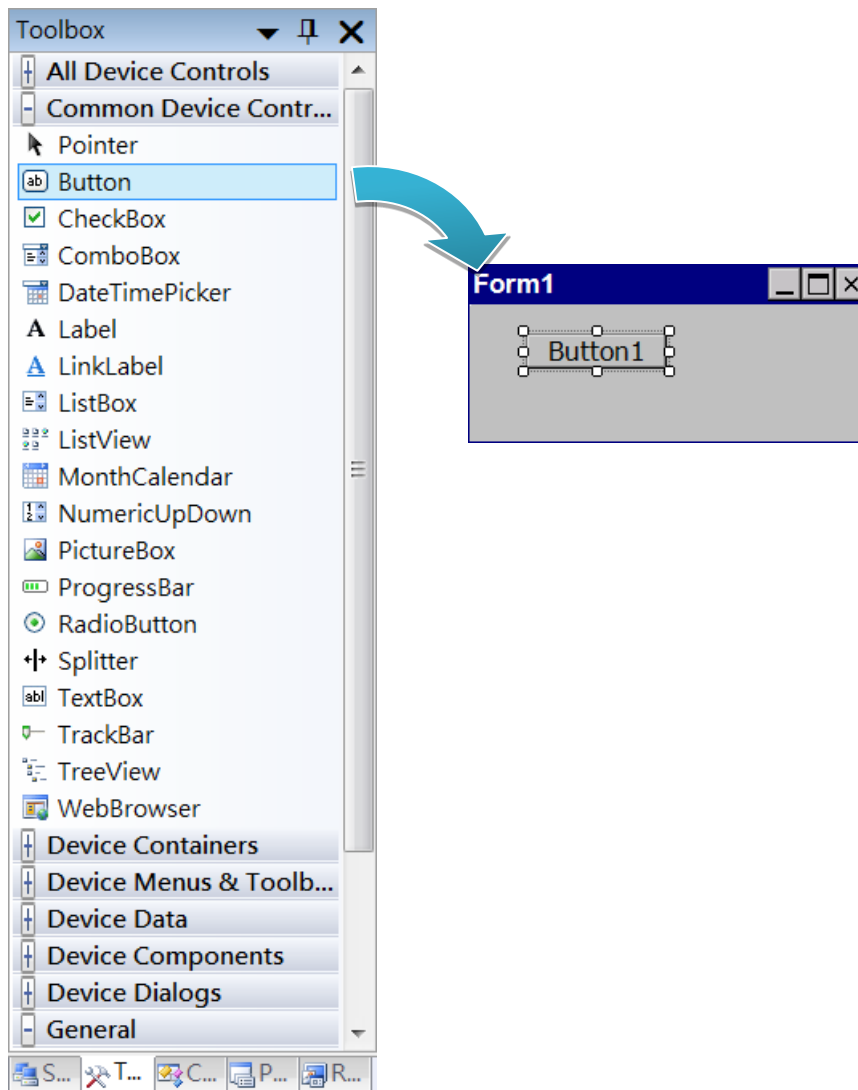 Toolbox
All Device Controls
Common Device Contr...
Pointer
ab Button
CheckBox
ComboBox
DateTimePicker
A Label
A LinkLabel
ListBox
ListView
MonthCalendar
NumericUpDown
PictureBox
ProgressBar
RadioButton
Splitter
abl TextBox
TrackBar
TreeView
WebBrowser
Device Containers
Device Menus & Toolb...
Device Data
Device Components
Device Dialogs
General
S... T... C... P... R...
Form1
Button1